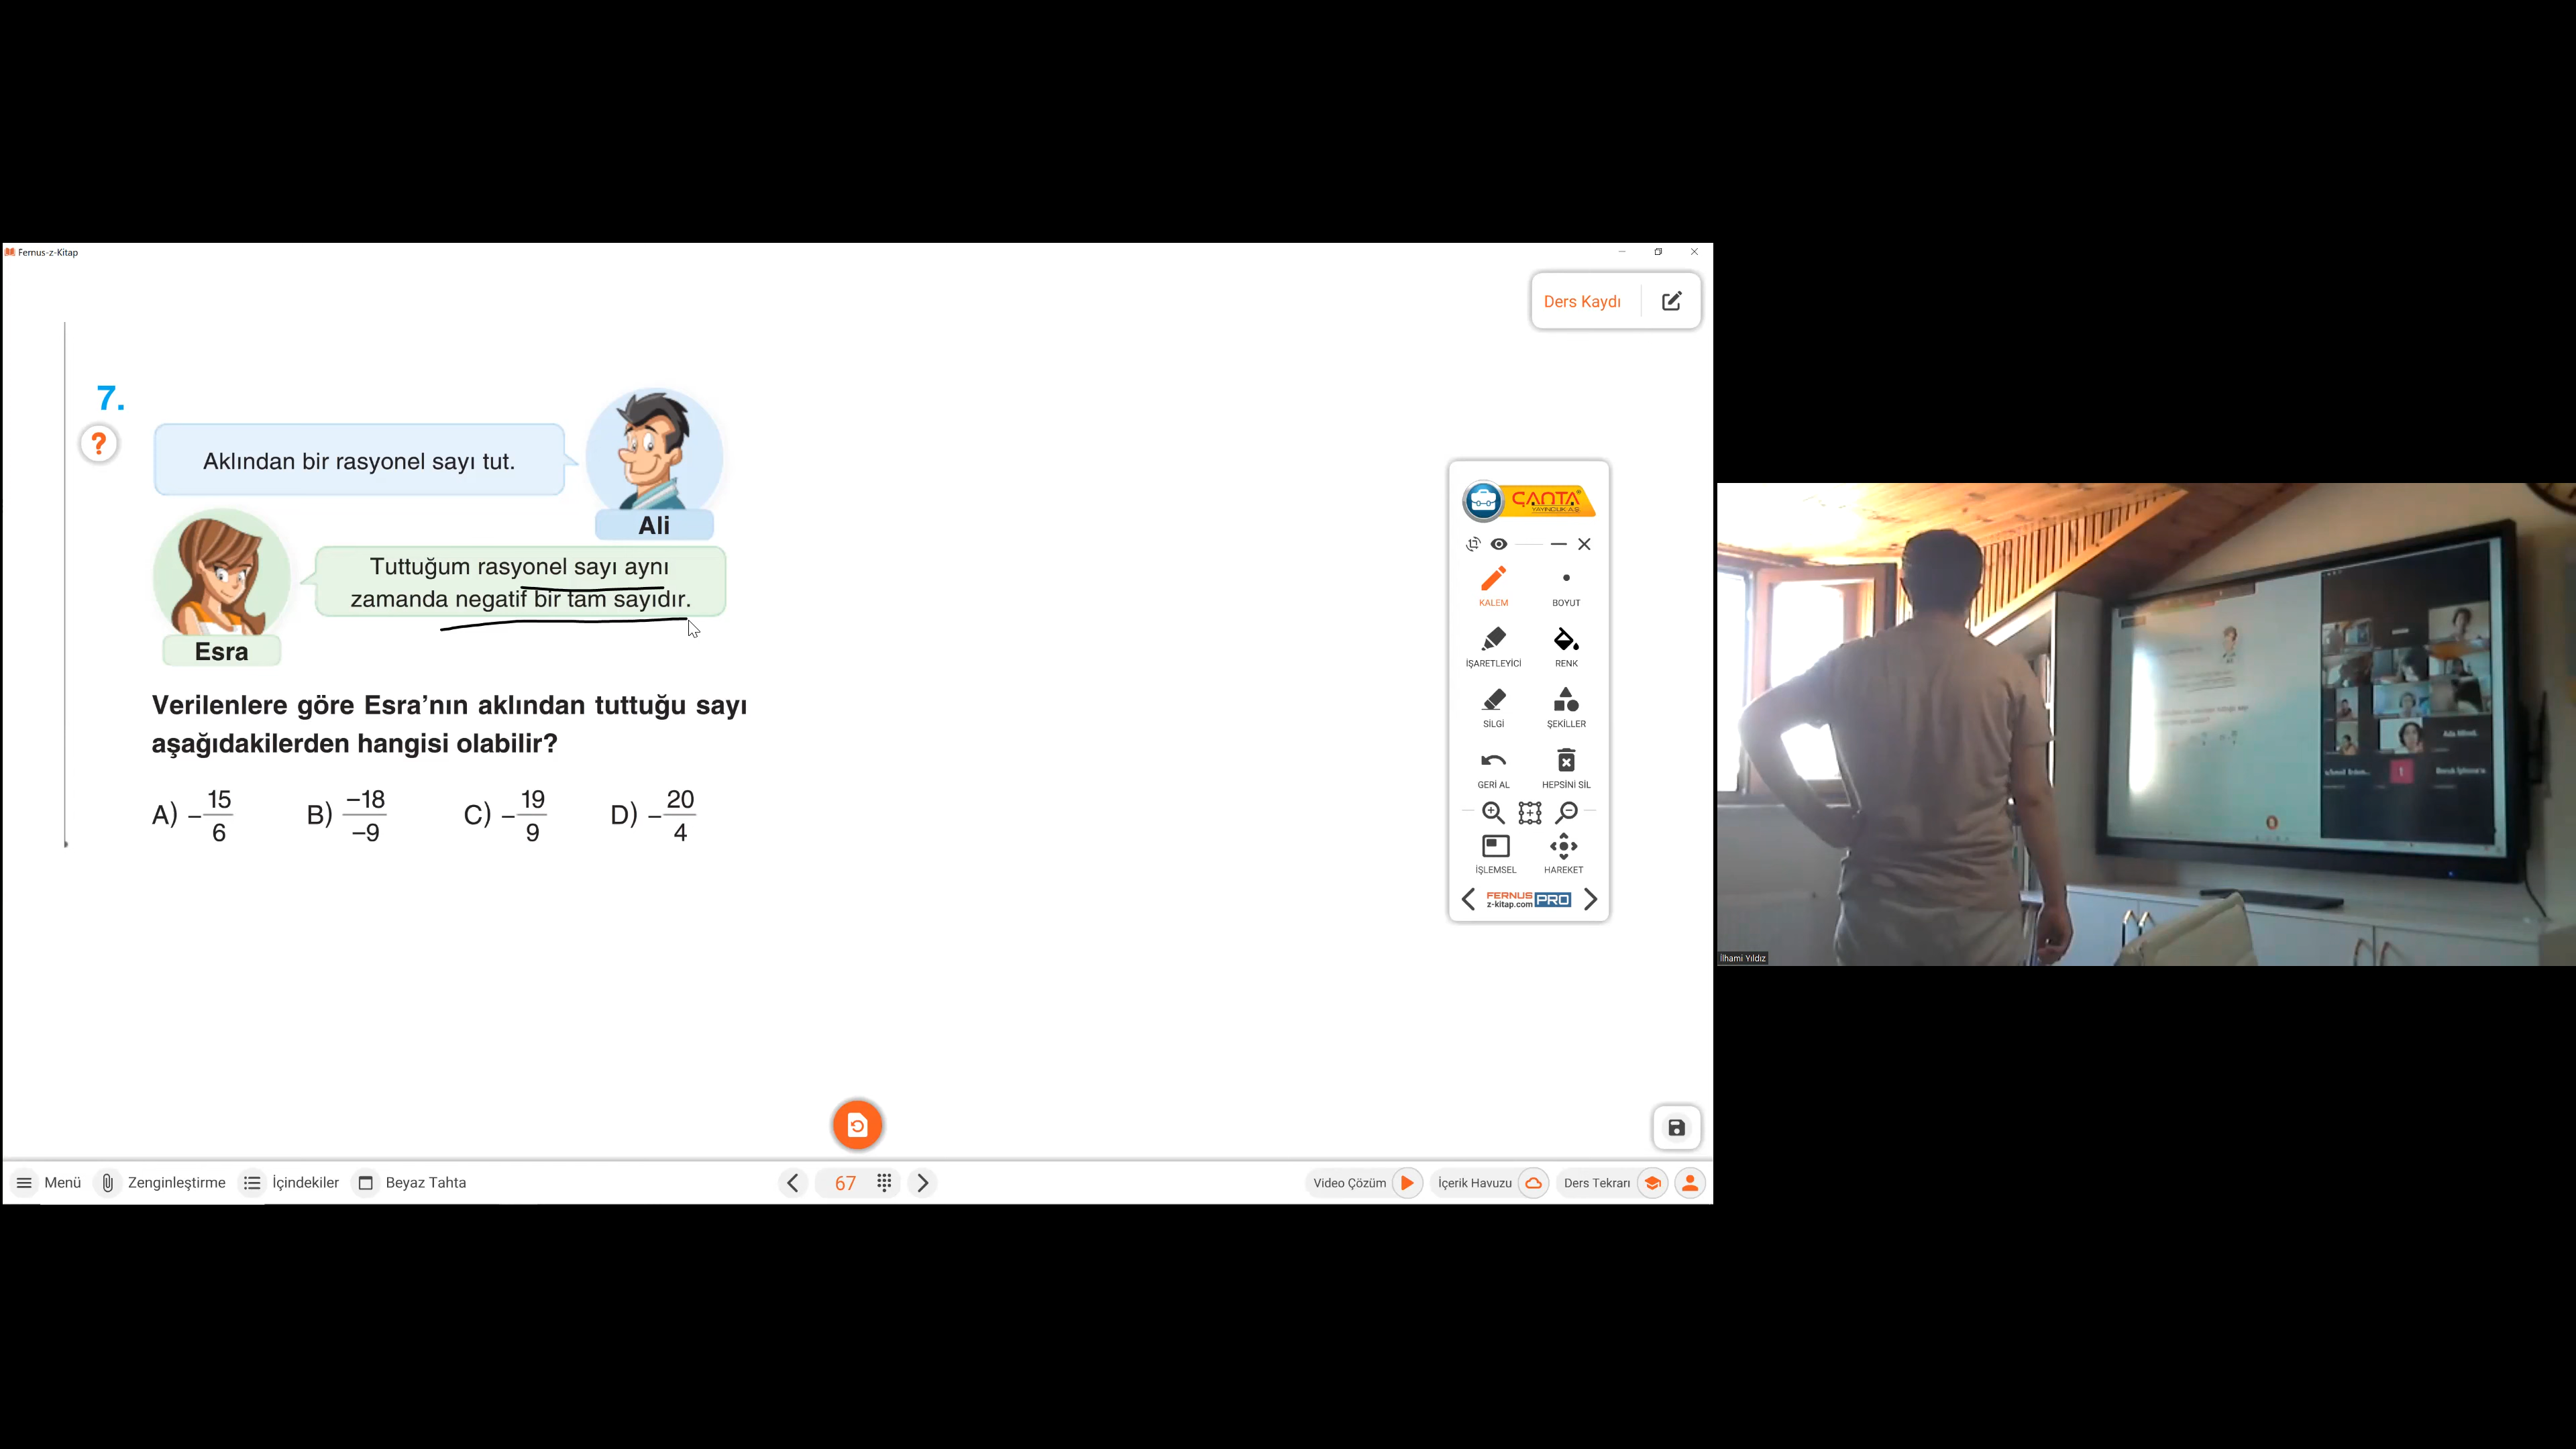 Fernus-z-Kitap
Ders Kaydı
7.
?
Aklından bir rasyonel sayı tut.
Ali
Tuttuğum rasyonel sayı aynı
zamanda negatif bir tam sayıdır.
Esra
Verilenlere göre Esra’nın aklından tuttuğu sayı
aşağıdakilerden hangisi olabilir?
A) −15/6 B) −18/−9 C) −19/9 D) −20/4
ÇANTA
YAYINCILIK A.Ş.
KALEM BOYUT
İŞARETLEYİCİ RENK
SİLGİ ŞEKİLLER
GERİ AL HEPSİNİ SİL
İŞLEMSEL HAREKET
FERNUS
z-kitap.com PRO
İlhami Yıldız
Menü Zenginleştirme İçindekiler Beyaz Tahta 67 Video Çözüm İçerik Havuzu Ders Tekrarı